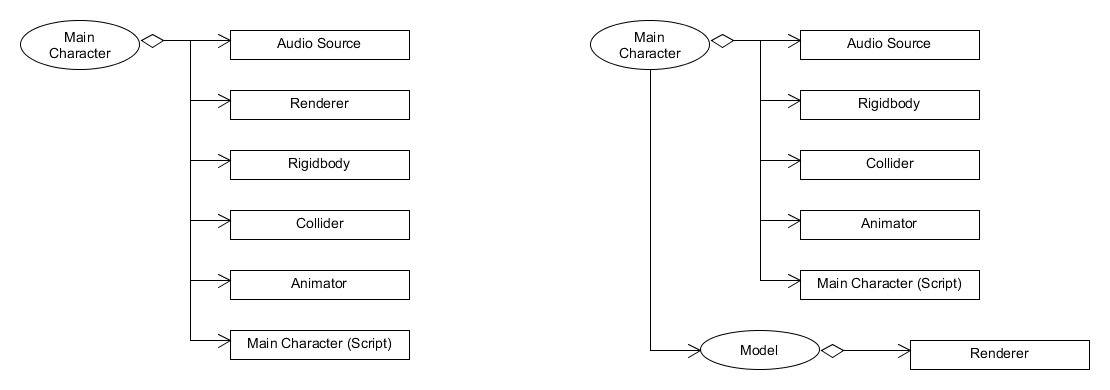 Main
Character
Audio Source
Renderer
Rigidbody
Collider
Animator
Main Character (Script)
Main
Character
Audio Source
Rigidbody
Collider
Animator
Main Character (Script)
Model
Renderer